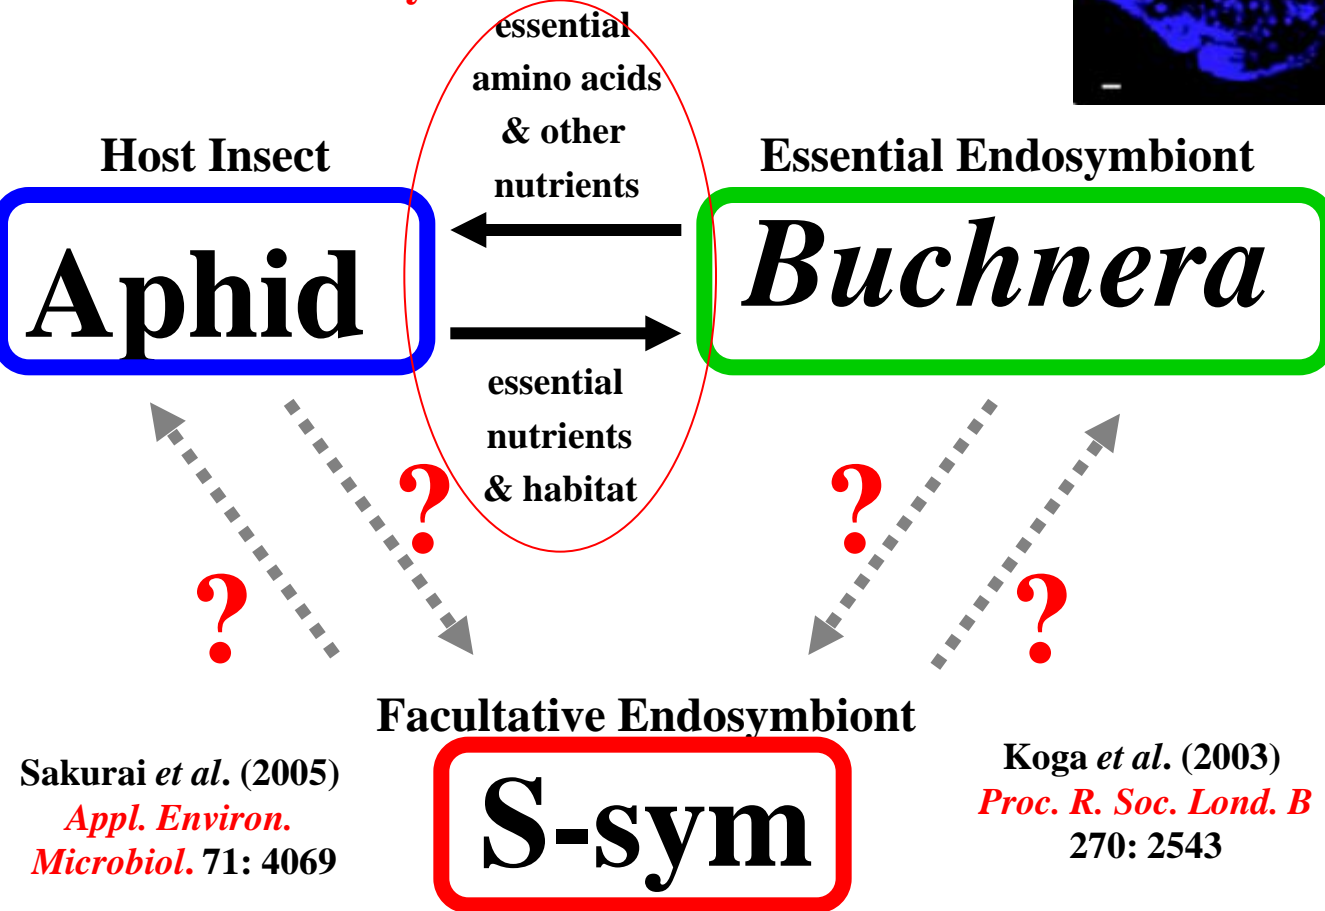 essential
amino acids
& other
nutrients
Host Insect
Essential Endosymbiont
Aphid
Buchnera
essential
nutrients
& habitat
?
?
?
?
Facultative Endosymbiont
S-sym
Sakurai et al. (2005)
Appl. Environ.
Microbiol. 71: 4069
Koga et al. (2003)
Proc. R. Soc. Lond. B
270: 2543